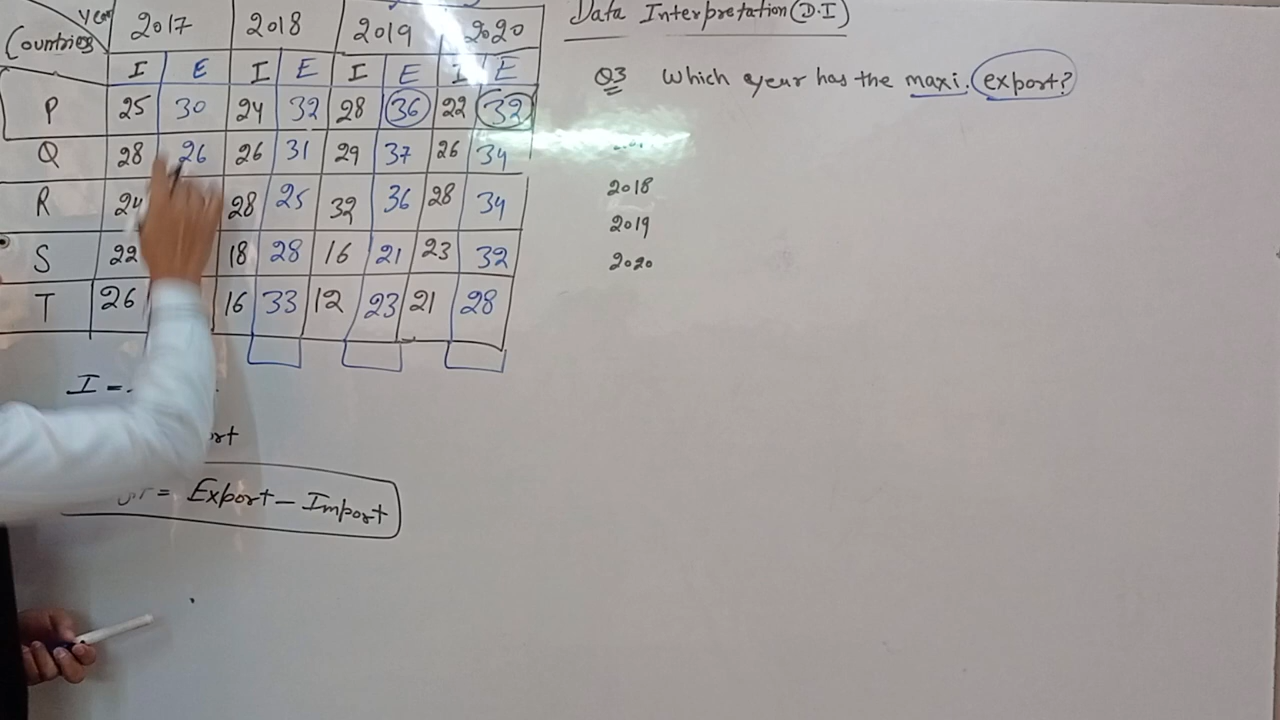 Data Interpretation (D.I)
Year 2017 2018 2019 2020
Countries
I E I E I E I E
P 25 30 24 32 28 36 22 32
Q 28 26 26 31 29 37 26 34
R 24 28 25 32 36 28 34
S 22 18 28 16 21 23 32
T 26 16 33 12 23 21 28
I =
= Export - Import
Q3 Which year has the maxi. export?
2018
2019
2020